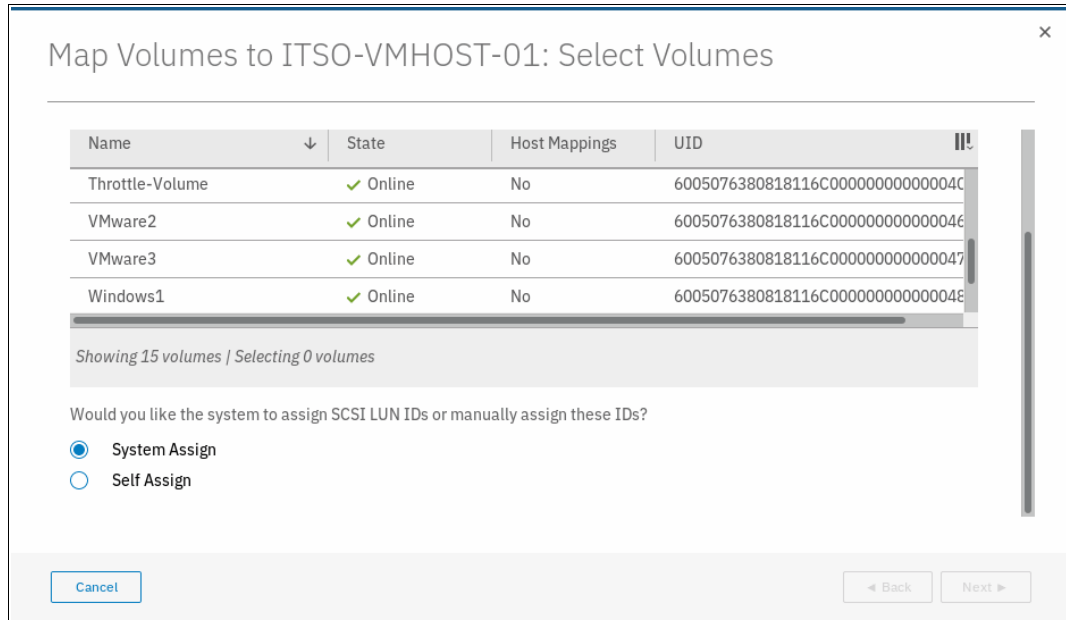 Map Volumes to ITSO-VMHOST-01: Select Volumes
Name State Host Mappings UID
Throttle-Volume Online No 6005076380818116C00000000000004C
VMware2 Online No 6005076380818116C000000000000046
VMware3 Online No 6005076380818116C000000000000047
Windows1 Online No 6005076380818116C000000000000048
Showing 15 volumes | Selecting 0 volumes
Would you like the system to assign SCSI LUN IDs or manually assign these IDs?
System Assign
Self Assign
Cancel ◄ Back Next ►